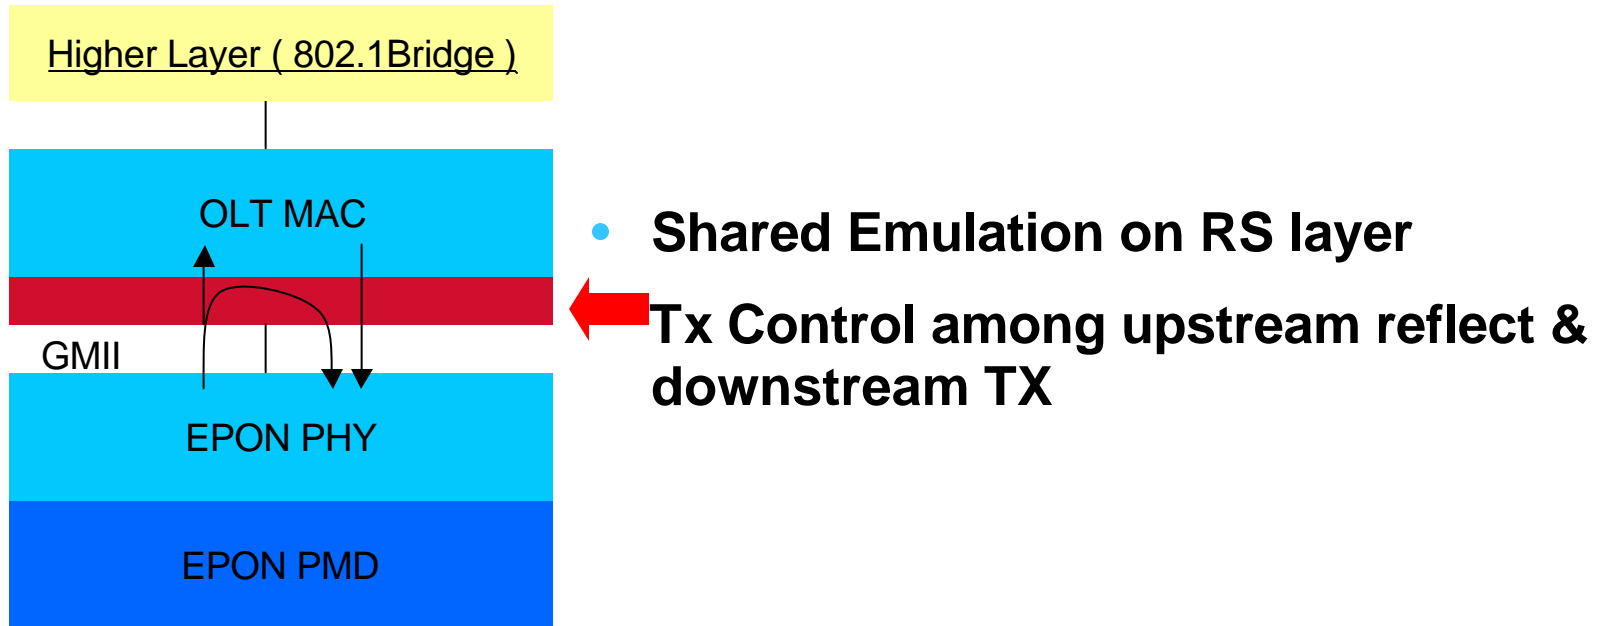 Higher Layer ( 802.1Bridge )
OLT MAC
GMII
EPON PHY
EPON PMD
• Shared Emulation on RS layer
Tx Control among upstream reflect &
downstream TX